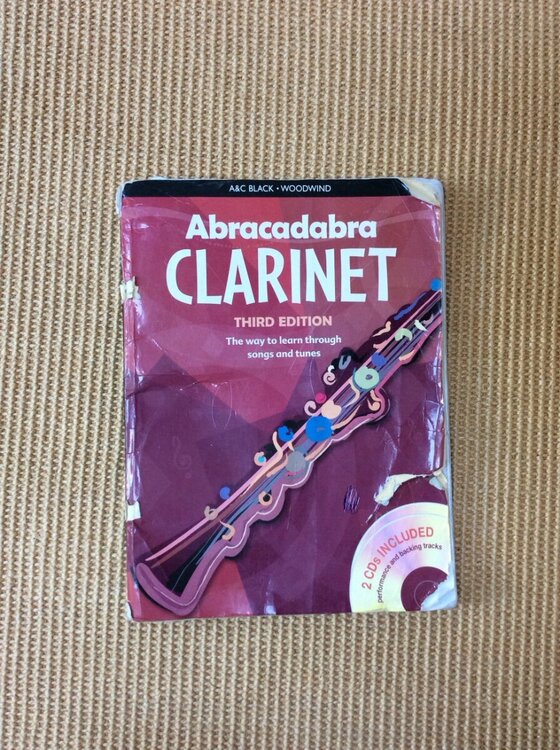 A&C BLACK • WOODWIND
Abracadabra
CLARINET
THIRD EDITION
The way to learn through
songs and tunes
2 CDs INCLUDED
performance and backing tracks